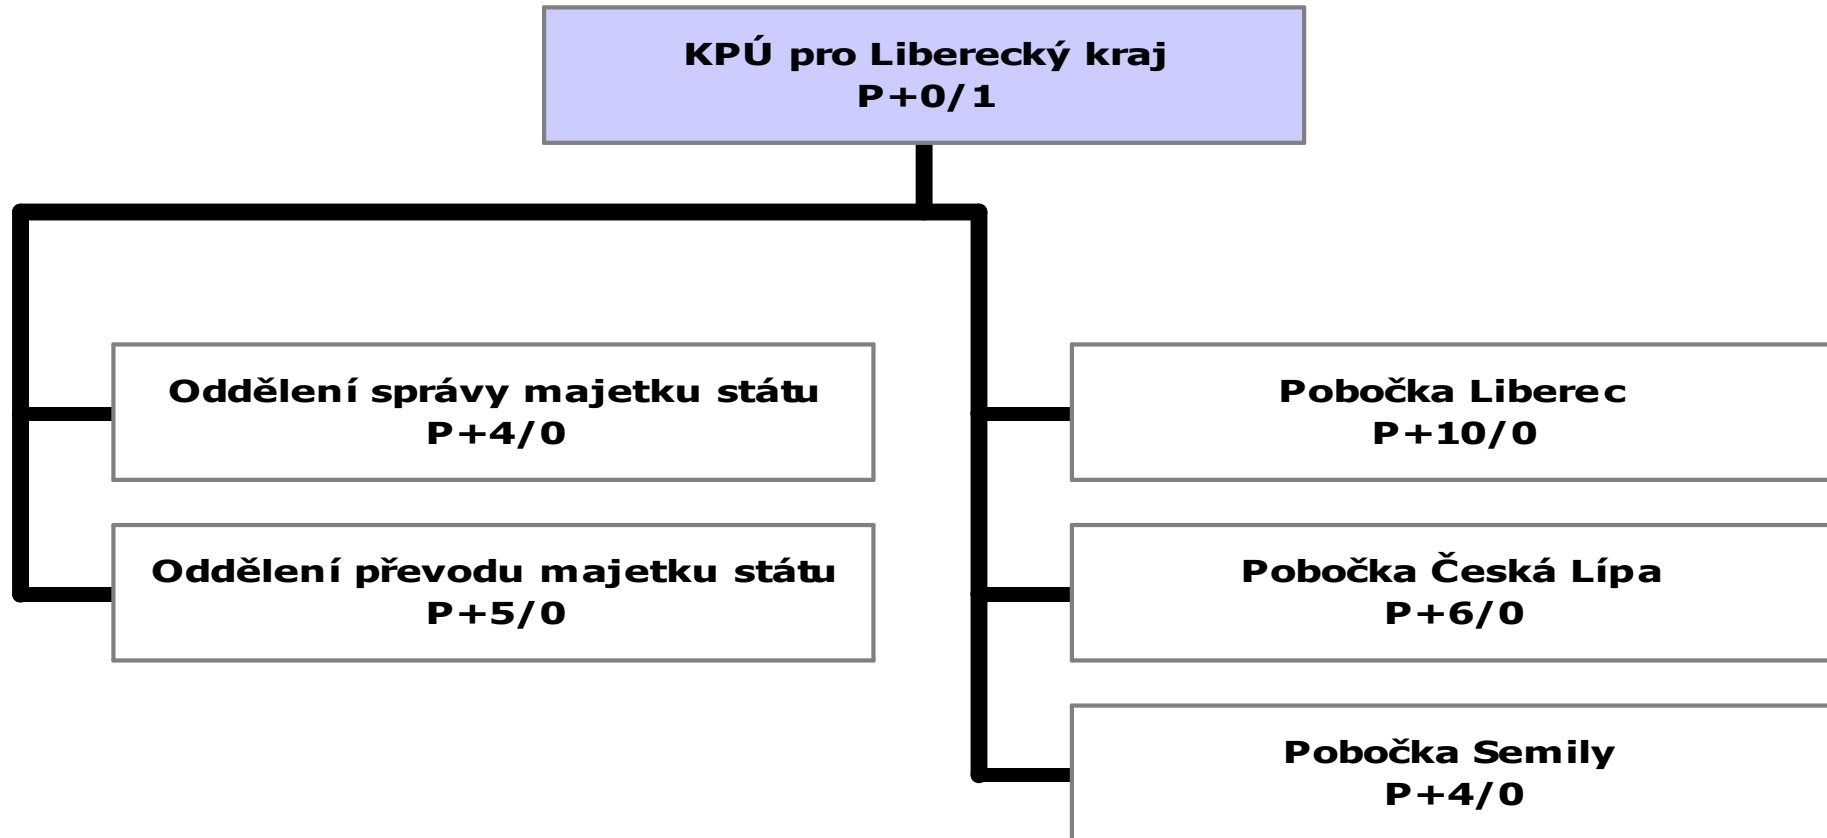 KPÚ pro Liberecký kraj
P+0/1
Oddělení správy majetku státu
P+4/0
Oddělení převodu majetku státu
P+5/0
Pobočka Liberec
P+10/0
Pobočka Česká Lípa
P+6/0
Pobočka Semily
P+4/0